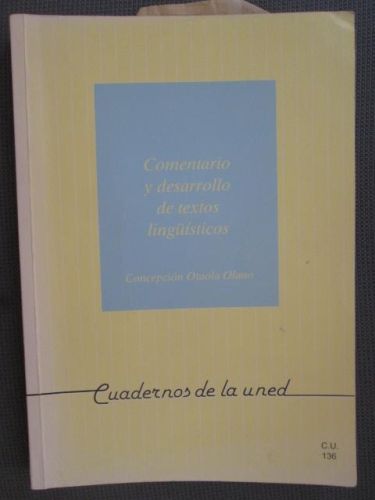 Comentario
y desarrollo
de textos
lingüísticos
Concepción Otaola Olano
Cuadernos de la uned
C.U.
136